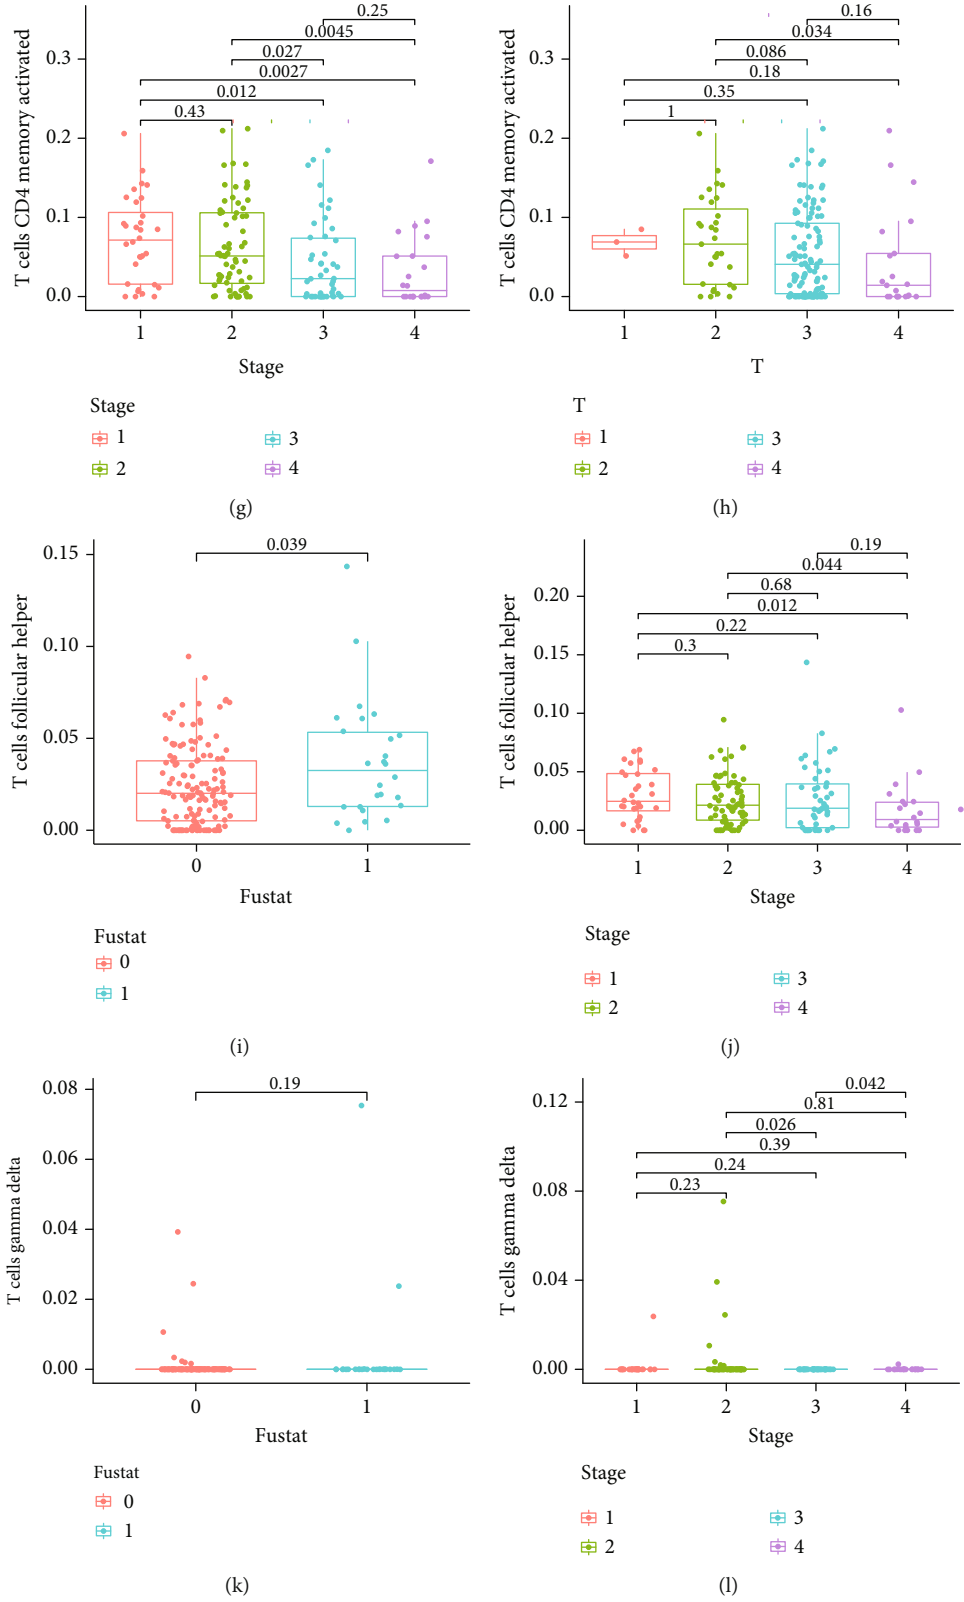 T cells CD4 memory activated
0.3
0.2
0.1
0.0
0.25
0.0045
0.027
0.0027
0.012
0.43
1 2 3 4
Stage
Stage
1 3
2 4
(g)
T cells CD4 memory activated
0.3
0.2
0.1
0.0
0.16
0.034
0.086
0.18
0.35
1
1 2 3 4
T
T
1 3
2 4
(h)
T cells follicular helper
0.15
0.10
0.05
0.00
0.039
0 1
Fustat
Fustat
0
1
(i)
T cells follicular helper
0.20
0.15
0.10
0.05
0.00
0.19
0.044
0.68
0.012
0.22
0.3
1 2 3 4
Stage
Stage
1 3
2 4
(j)
T cells gamma delta
0.08
0.06
0.04
0.02
0.00
0.19
0 1
Fustat
Fustat
0
1
(k)
T cells gamma delta
0.12
0.08
0.04
0.00
0.042
0.81
0.026
0.39
0.24
0.23
1 2 3 4
Stage
Stage
1 3
2 4
(l)